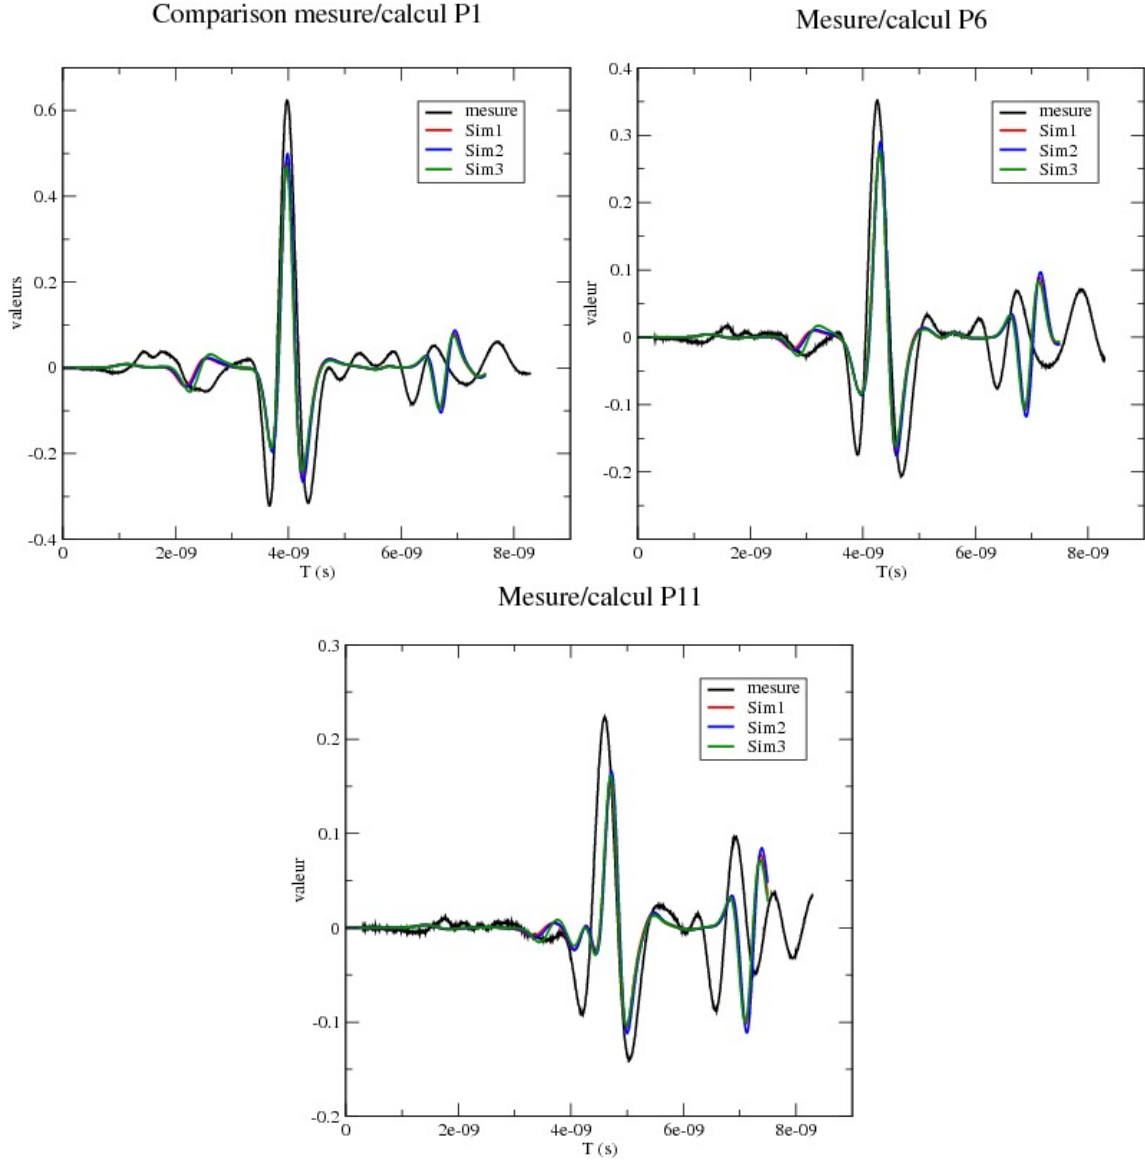 Comparison mesure/calcul P1
mesure
Sim1
Sim2
Sim3
0.6
0.4
0.2
0
-0.2
-0.4
valeurs
0 2e-09 4e-09 6e-09 8e-09
T (s)
Mesure/calcul P6
mesure
Sim1
Sim2
Sim3
0.4
0.3
0.2
0.1
0
-0.1
-0.2
valeur
0 2e-09 4e-09 6e-09 8e-09
T(s)
Mesure/calcul P11
mesure
Sim1
Sim2
Sim3
0.3
0.2
0.1
0
-0.1
-0.2
valeur
0 2e-09 4e-09 6e-09 8e-09
T (s)